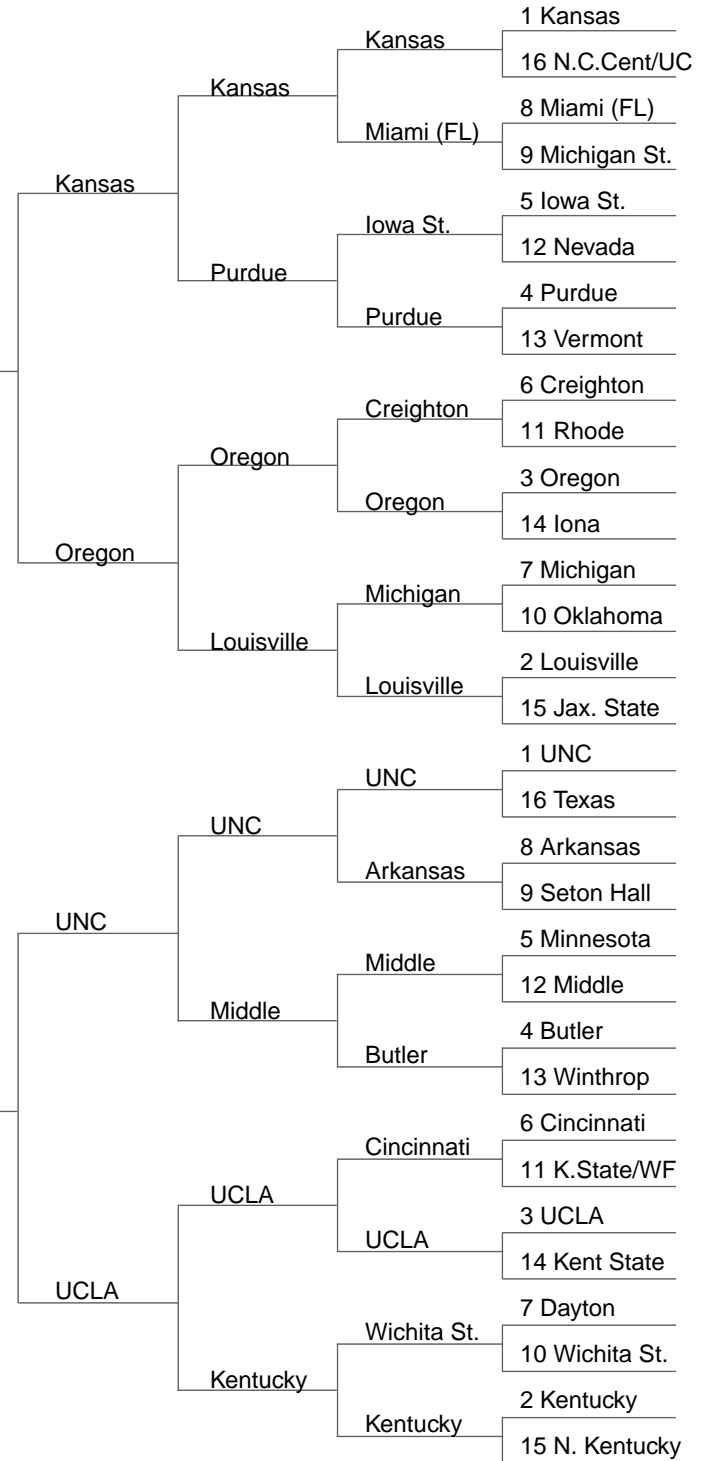 1 Kansas
Kansas
16 N.C.Cent/UC
Kansas
8 Miami (FL)
Miami (FL)
9 Michigan St.
Kansas
5 Iowa St.
Iowa St.
12 Nevada
Purdue
4 Purdue
Purdue
13 Vermont
6 Creighton
Creighton
11 Rhode
Oregon
3 Oregon
Oregon
14 Iona
Oregon
7 Michigan
Michigan
10 Oklahoma
Louisville
2 Louisville
Louisville
15 Jax. State
1 UNC
UNC
16 Texas
UNC
8 Arkansas
Arkansas
9 Seton Hall
UNC
5 Minnesota
Middle
12 Middle
Middle
4 Butler
Butler
13 Winthrop
6 Cincinnati
Cincinnati
11 K.State/WF
UCLA
3 UCLA
UCLA
14 Kent State
UCLA
7 Dayton
Wichita St.
10 Wichita St.
Kentucky
2 Kentucky
Kentucky
15 N. Kentucky